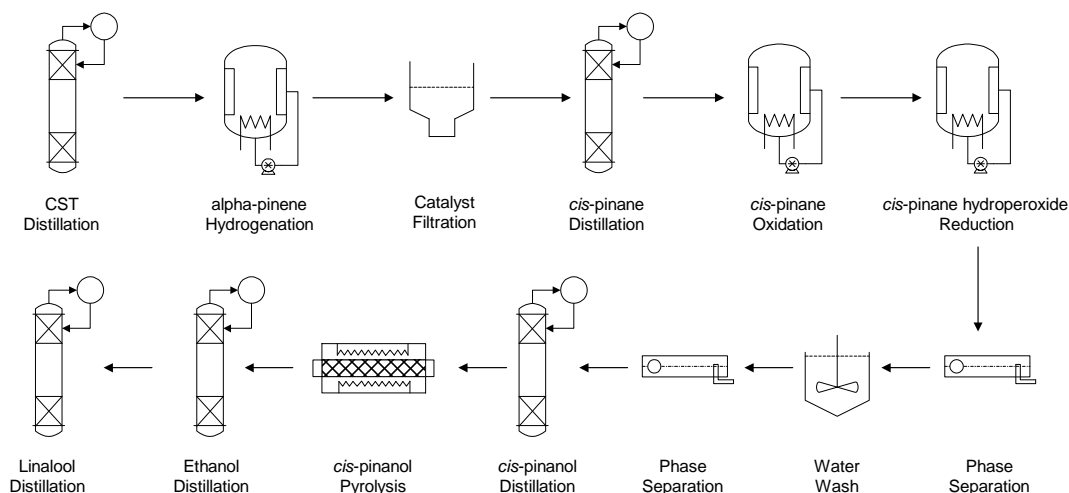 CST
Distillation
alpha-pinene
Hydrogenation
Catalyst
Filtration
cis-pinane
Distillation
cis-pinane
Oxidation
cis-pinane hydroperoxide
Reduction
Linalool
Distillation
Ethanol
Distillation
cis-pinanol
Pyrolysis
cis-pinanol
Distillation
Phase
Separation
Water
Wash
Phase
Separation